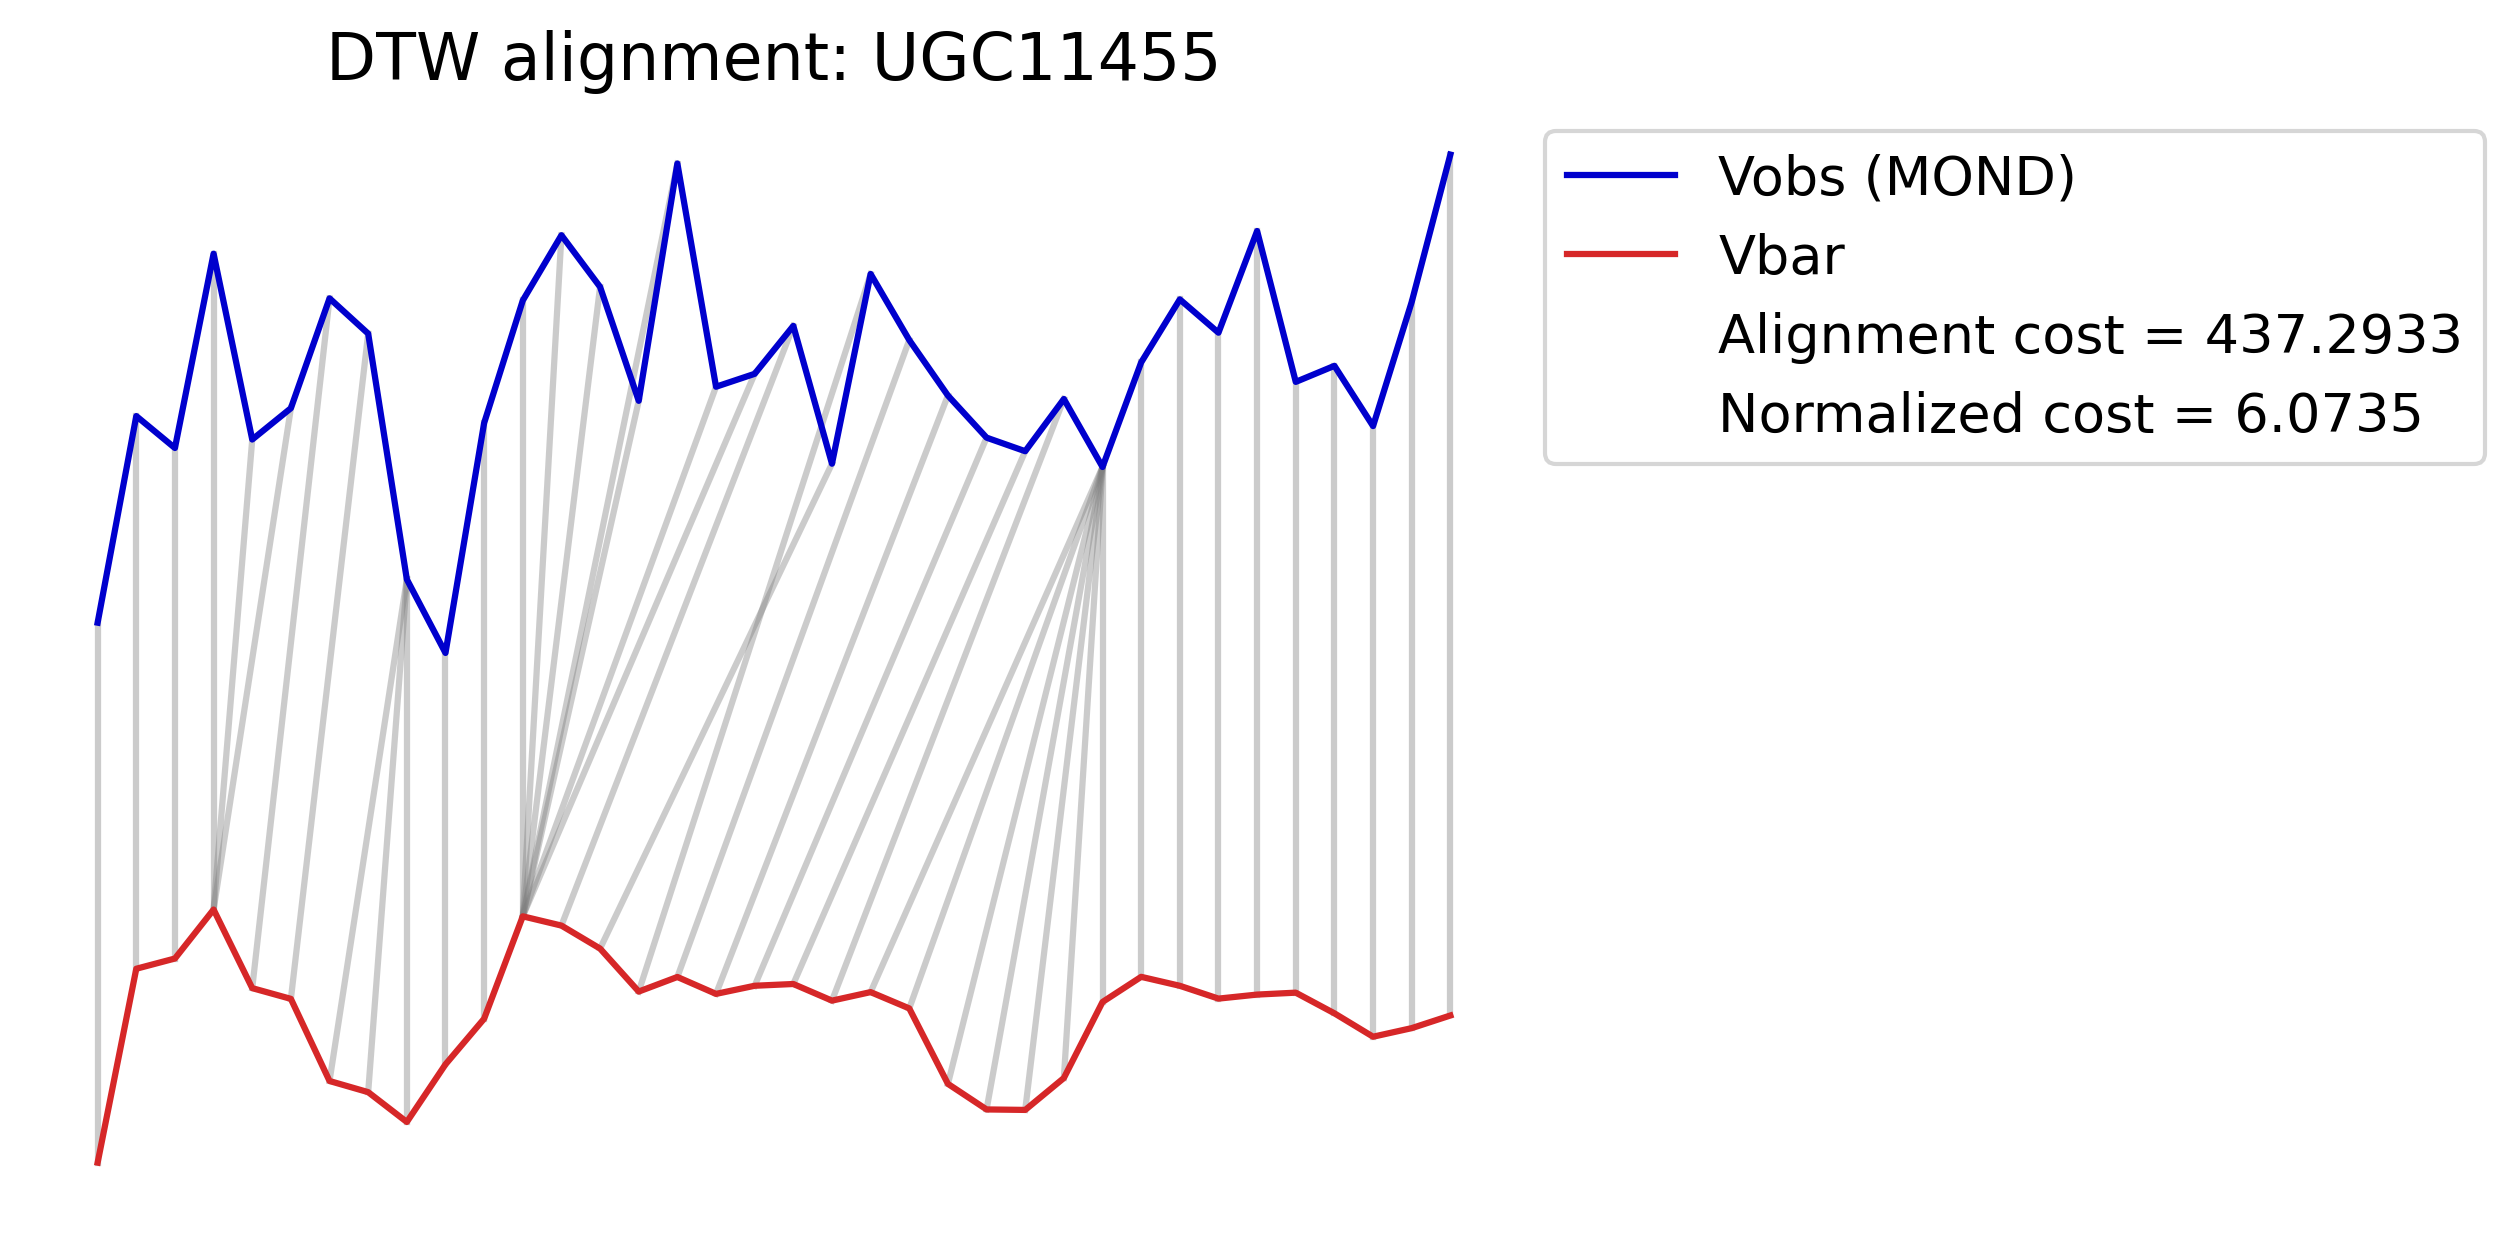 DTW alignment: UGC11455
Vobs (MOND)
Vbar
Alignment cost = 437.2933
Normalized cost = 6.0735